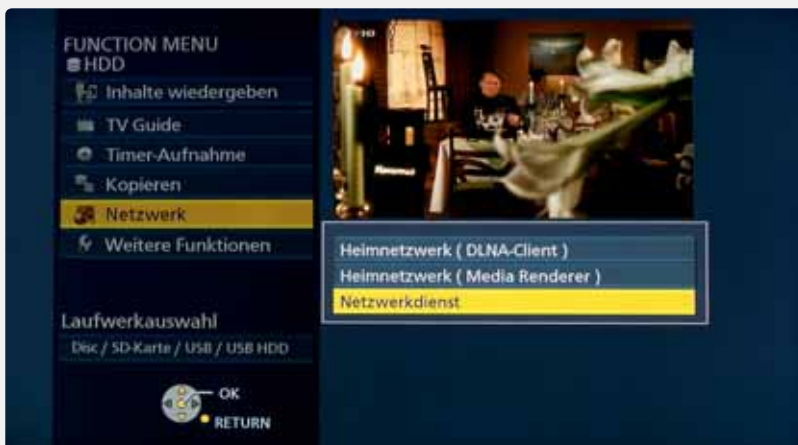 FUNCTION MENU
HDD
Inhalte wiedergeben
TV Guide
Timer-Aufnahme
Kopieren
Netzwerk
Weitere Funktionen
Heimnetzwerk ( DLNA-Client )
Heimnetzwerk ( Media Renderer )
Netzwerkdienst
Laufwerkauswahl
Disc / SD-Karte / USB / USB HDD
OK
RETURN